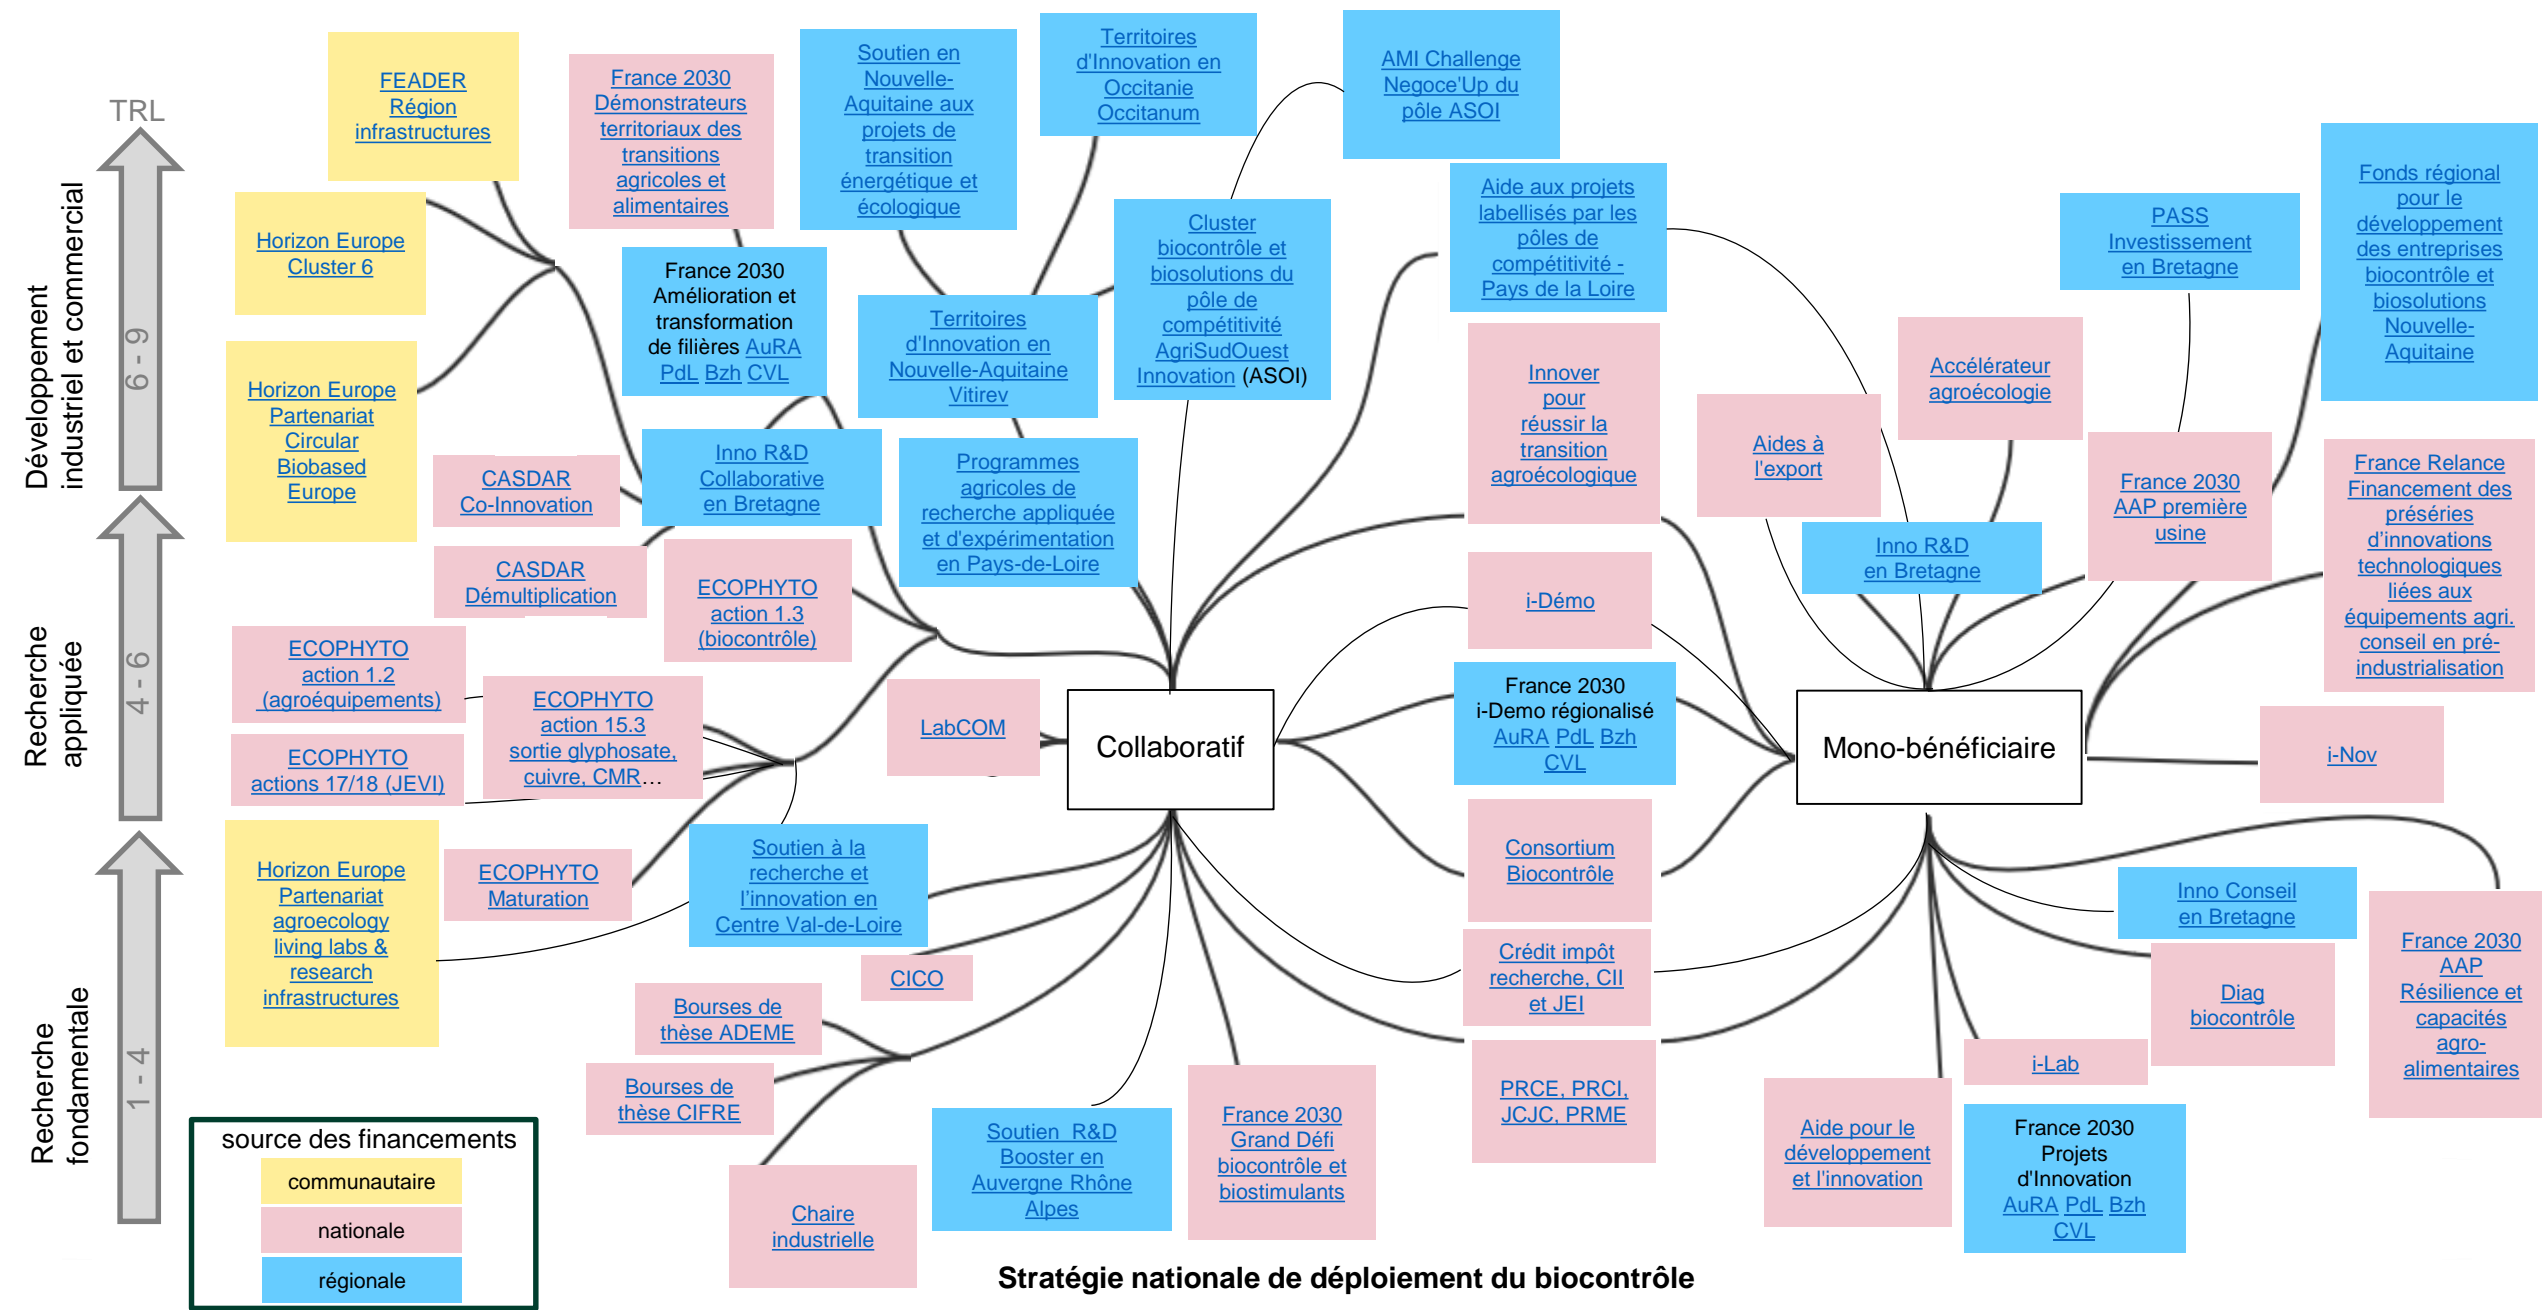 TRL
Développement
industriel et commercial
6 - 9
Recherche
appliquée
4 - 6
Recherche
fondamentale
1 - 4
FEADER
Région
infrastructures
Horizon Europe
Cluster 6
Horizon Europe
Partenariat
Circular
Biobased
Europe
France 2030
Démonstrateurs
territoriaux des
transitions
agricoles et
alimentaires
Soutien en
Nouvelle-
Aquitaine aux
projets de
transition
énergétique et
écologique
Territoires
d'Innovation en
Occitanie
Occitanum
AMI Challenge
Negoce'Up du
pôle ASOI
France 2030
Amélioration et
transformation
de filières AuRA
PdL Bzh CVL
Territoires
d'Innovation en
Nouvelle-Aquitaine
Vitirev
Cluster
biocontrôle et
biosolutions du
pôle de
compétitivité
AgriSudOuest
Innovation (ASOI)
Aide aux projets
labellisés par les
pôles de
compétitivité -
Pays de la Loire
PASS
Investissement
en Bretagne
Fonds régional
pour le
développement
des entreprises
biocontrôle et
biosolutions
Nouvelle-
Aquitaine
Innover
pour
réussir la
transition
agroécologique
Aides à
l'export
Accélérateur
agroécologie
France 2030
AAP première
usine
France Relance
Financement des
préséries
d'innovations
technologiques
liées aux
équipements agri.
conseil en pré-
industrialisation
CASDAR
Co-Innovation
Inno R&D
Collaborative
en Bretagne
Programmes
agricoles de
recherche appliquée
et d'expérimentation
en Pays-de-Loire
Inno R&D
en Bretagne
CASDAR
Démultiplication
ECOPHYTO
action 1.3
(biocontrôle)
i-Démo
ECOPHYTO
action 1.2
(agroéquipements)
ECOPHYTO
action 15.3
sortie glyphosate,
cuivre, CMR…
ECOPHYTO
actions 17/18 (JEVI)
LabCOM
Collaboratif
France 2030
i-Demo régionalisé
AuRA PdL Bzh
CVL
Mono-bénéficiaire
i-Nov
Horizon Europe
Partenariat
agroecology
living labs &
research
infrastructures
ECOPHYTO
Maturation
Soutien à la
recherche et
l'innovation en
Centre Val-de-Loire
Consortium
Biocontrôle
Inno Conseil
en Bretagne
CICO
Crédit impôt
recherche, CII
et JEI
Diag
biocontrôle
France 2030
AAP
Résilience et
capacités
agro-
alimentaires
Bourses de
thèse ADEME
Bourses de
thèse CIFRE
Chaire
industrielle
Soutien R&D
Booster en
Auvergne Rhône
Alpes
France 2030
Grand Défi
biocontrôle et
biostimulants
PRCE, PRCI,
JCJC, PRME
i-Lab
Aide pour le
développement
et l'innovation
France 2030
Projets
d'Innovation
AuRA PdL Bzh
CVL
source des financements
communautaire
nationale
régionale
Stratégie nationale de déploiement du biocontrôle